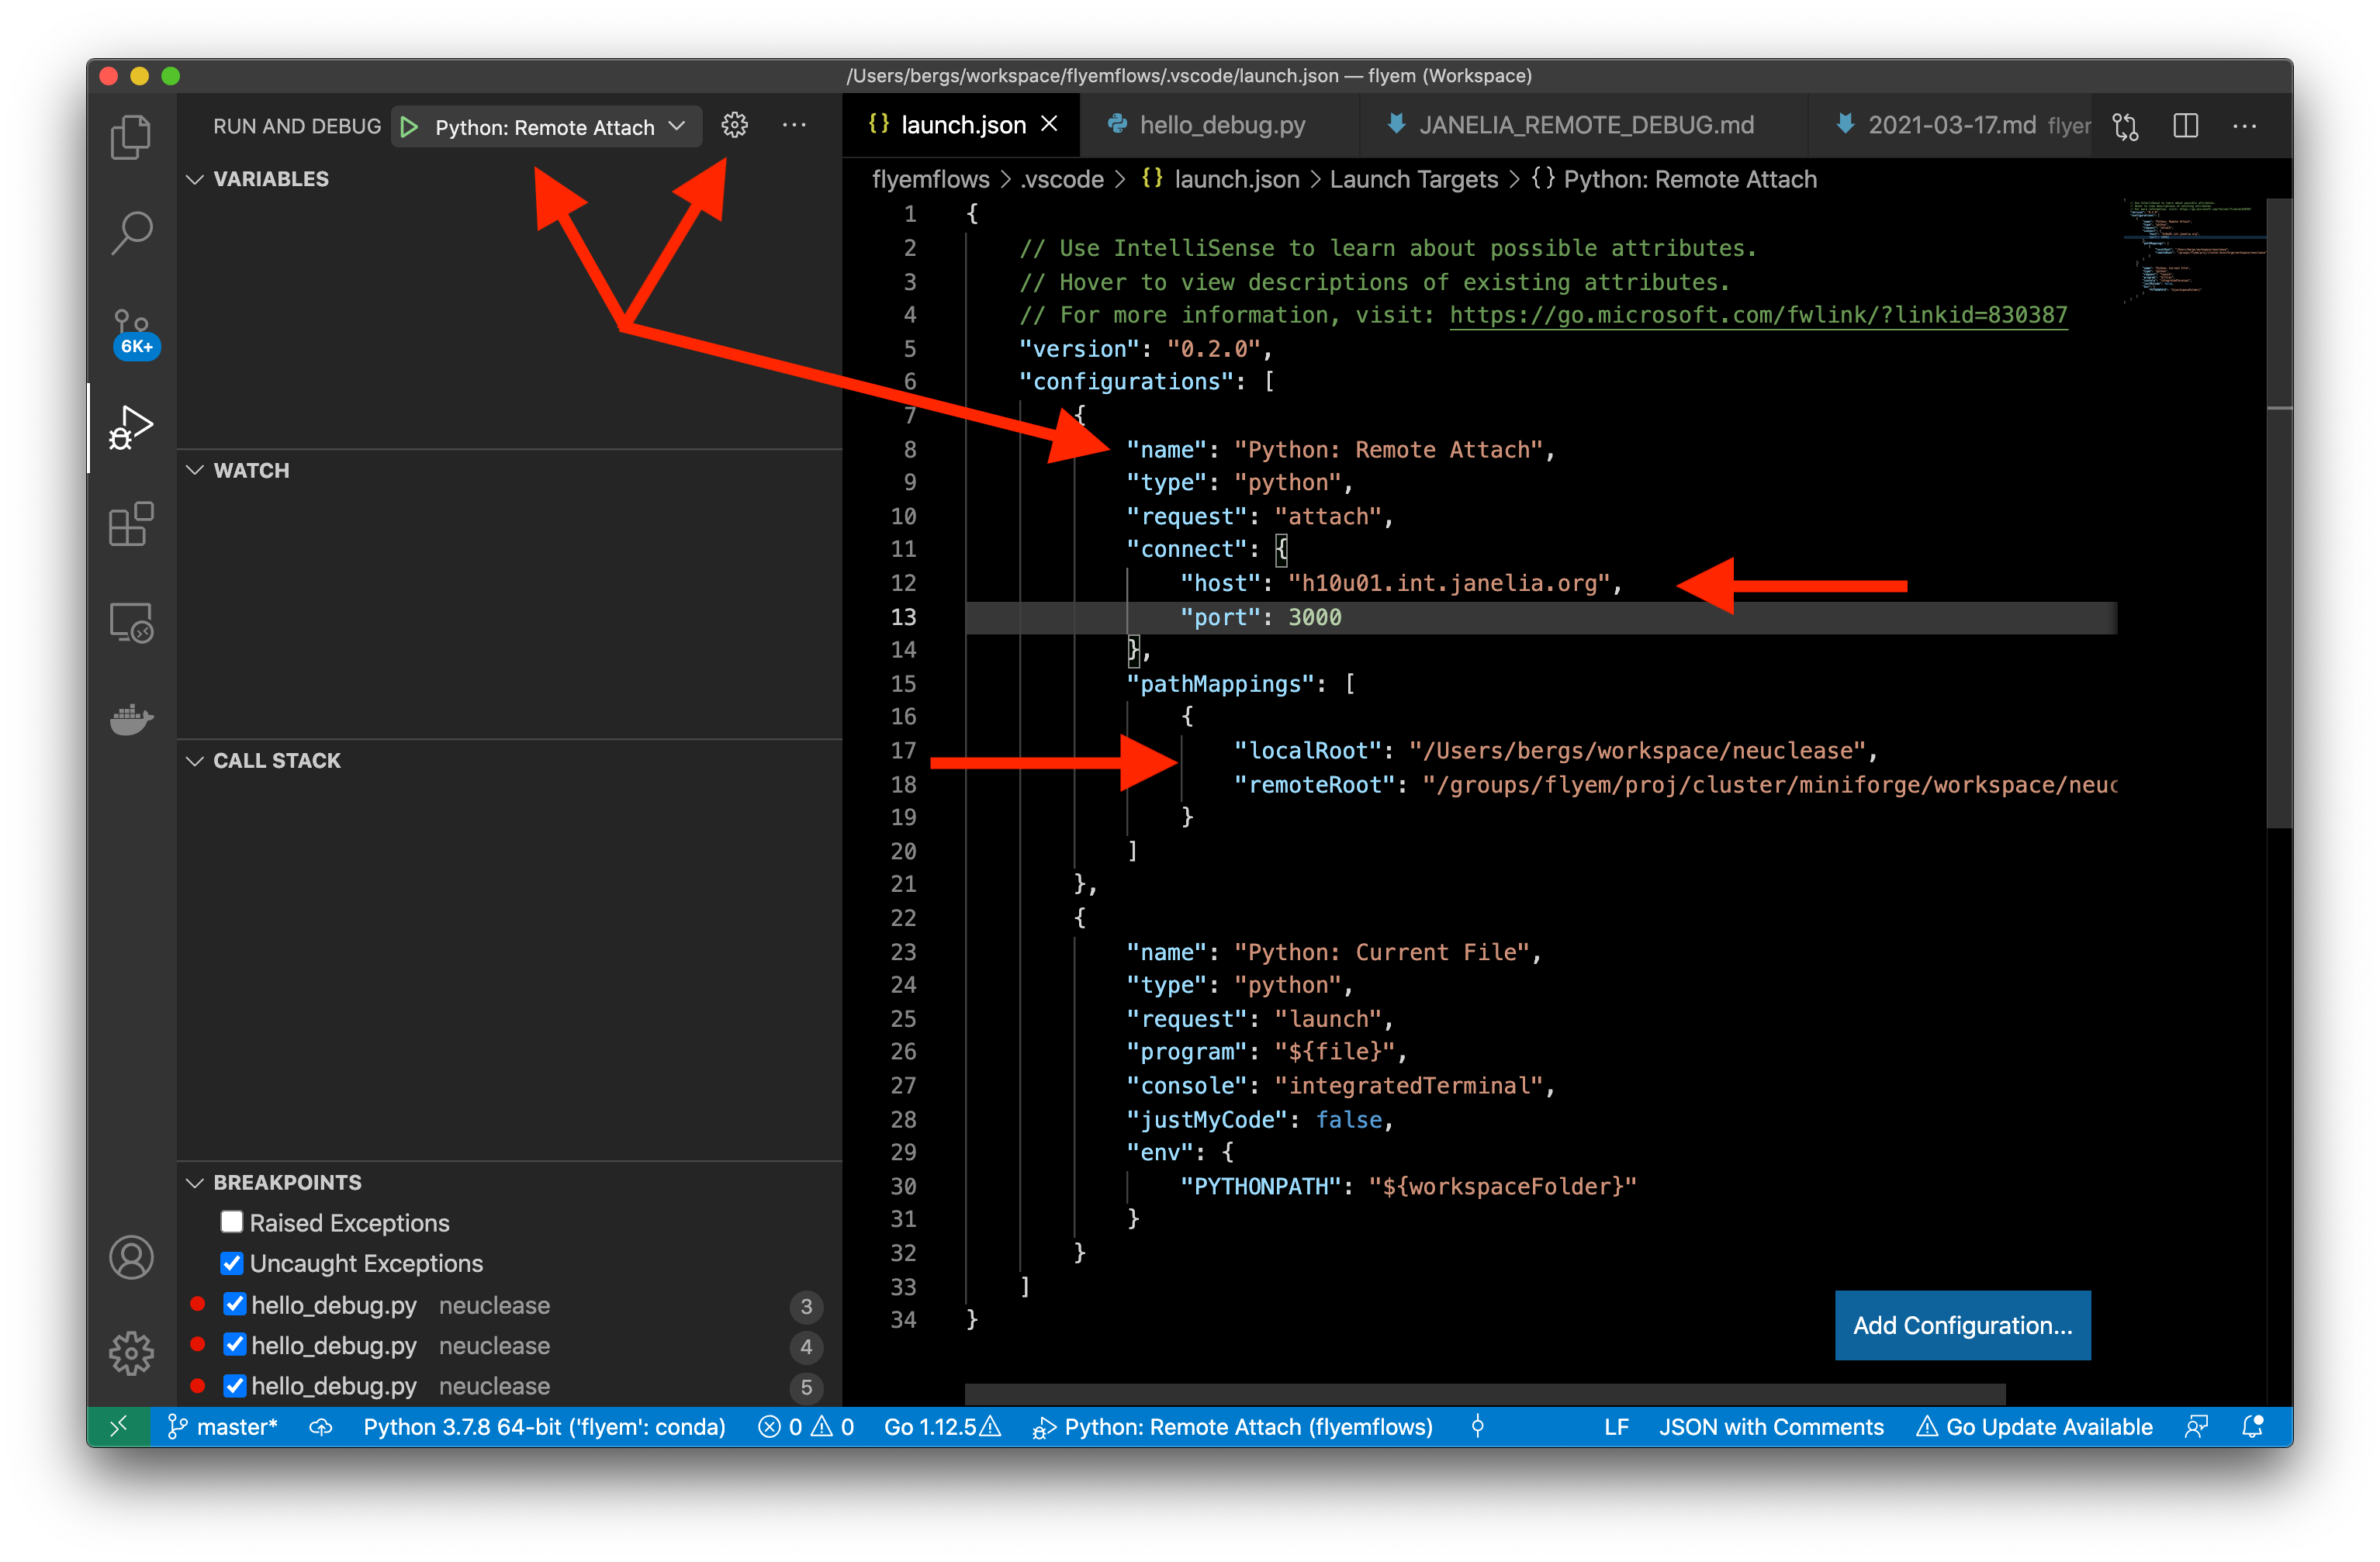 /Users/bergs/workspace/flyemflows/.vscode/launch.json — flyem (Workspace)
RUN AND DEBUG Python: Remote Attach
launch.json hello_debug.py JANELIA_REMOTE_DEBUG.md 2021-03-17.md flyer
VARIABLES
flyemflows > .vscode > {} launch.json > Launch Targets > {} Python: Remote Attach
6K+
WATCH
CALL STACK
BREAKPOINTS
Raised Exceptions
Uncaught Exceptions
hello_debug.py neuclease 3
hello_debug.py neuclease 4
hello_debug.py neuclease 5
1 {
2 // Use IntelliSense to learn about possible attributes.
3 // Hover to view descriptions of existing attributes.
4 // For more information, visit: https://go.microsoft.com/fwlink/?linkid=830387
5 "version": "0.2.0",
6 "configurations": [
7 {
8 "name": "Python: Remote Attach",
9 "type": "python",
10 "request": "attach",
11 "connect": {
12 "host": "h10u01.int.janelia.org",
13 "port": 3000
14 },
15 "pathMappings": [
16 {
17 "localRoot": "/Users/bergs/workspace/neuclease",
18 "remoteRoot": "/groups/flyem/proj/cluster/miniforge/workspace/neuc
19 }
20 ]
21 },
22 {
23 "name": "Python: Current File",
24 "type": "python",
25 "request": "launch",
26 "program": "${file}",
27 "console": "integratedTerminal",
28 "justMyCode": false,
29 "env": {
30 "PYTHONPATH": "${workspaceFolder}"
31 }
32 }
33 ]
34 }
Add Configuration...
master* Python 3.7.8 64-bit ('flyem': conda) 0 0 Go 1.12.5 Python: Remote Attach (flyemflows) LF JSON with Comments Go Update Available